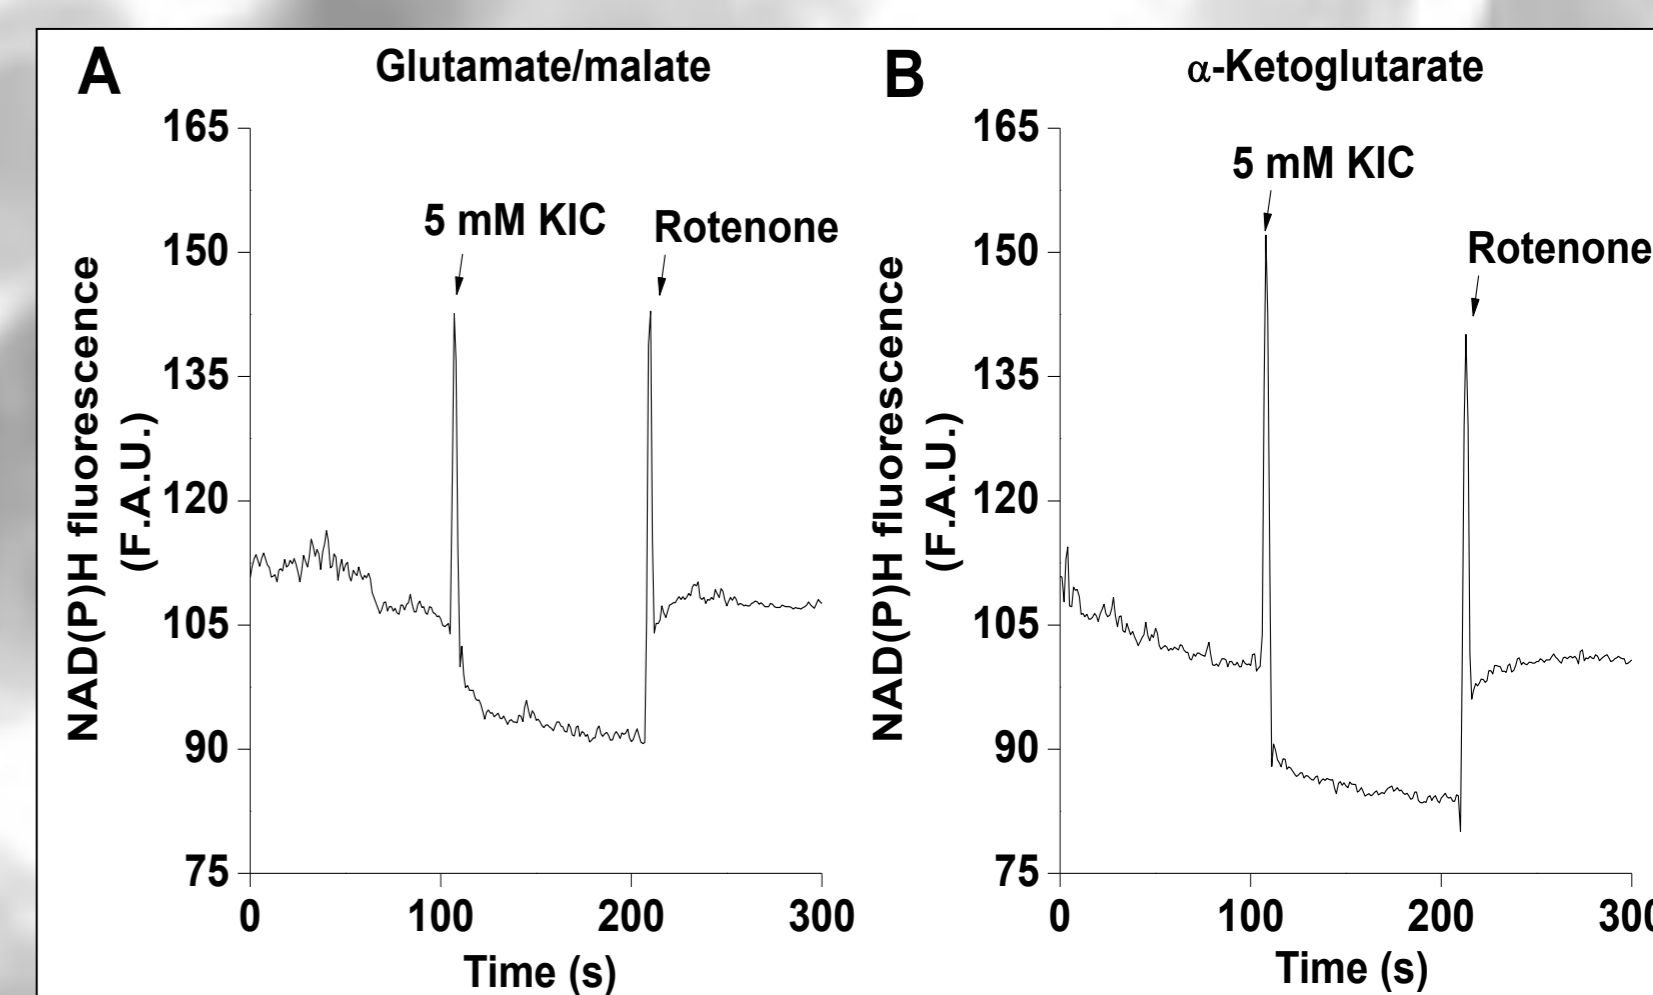 A
Glutamate/malate
165
150
135
120
105
90
75
5 mM KIC
Rotenone
NAD(P)H fluorescence
(F.A.U.)
0 100 200 300
Time (s)
B
α-Ketoglutarate
165
150
135
120
105
90
75
5 mM KIC
Rotenone
NAD(P)H fluorescence
(F.A.U.)
0 100 200 300
Time (s)